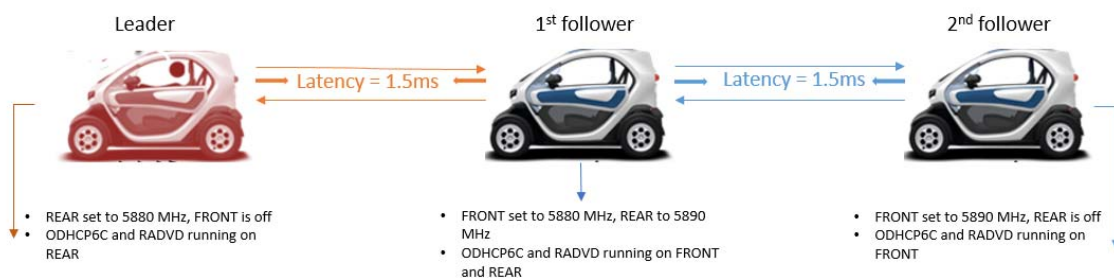 Leader
1st follower
2nd follower
Latency = 1.5ms
Latency = 1.5ms
• REAR set to 5880 MHz, FRONT is off
• ODHCP6C and RADVD running on
REAR
• FRONT set to 5880 MHz, REAR to 5890
MHz
• ODHCP6C and RADVD running on FRONT
and REAR
• FRONT set to 5890 MHz, REAR is off
• ODHCP6C and RADVD running on
FRONT